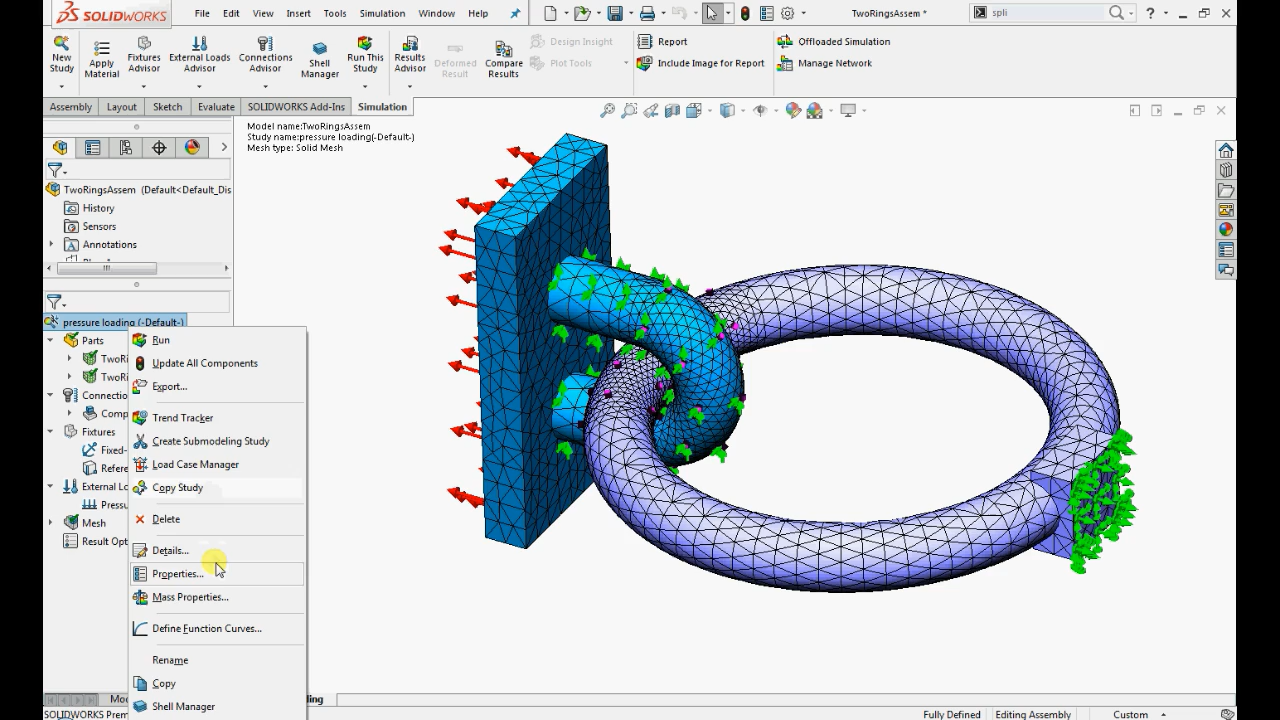 SOLIDWORKS
File Edit View Insert Tools Simulation Window Help
TwoRingsAssem *
spli
New Study
Apply Material
Fixtures Advisor
External Loads Advisor
Connections Advisor
Shell Manager
Run This Study
Results Advisor
Deformed Result
Compare Results
Design Insight
Plot Tools
Report
Include Image for Report
Offloaded Simulation
Manage Network
Assembly Layout Sketch Evaluate SOLIDWORKS Add-Ins Simulation
Model name:TwoRingsAssem
Study name:pressure loading(-Default-)
Mesh type: Solid Mesh
TwoRingsAssem (Default<Default_Dis
History
Sensors
Annotations
pressure loading (-Default-)
Parts
TwoRi
TwoRi
Connectio
Comp
Fixtures
Fixed-
Refere
External Lo
Pressu
Mesh
Result Opt
Run
Update All Components
Export...
Trend Tracker
Create Submodeling Study
Load Case Manager
Copy Study
Delete
Details...
Properties...
Mass Properties...
Define Function Curves...
Rename
Copy
Shell Manager
Mo
ding
SOLIDWORKS Prem
Fully Defined Editing Assembly Custom